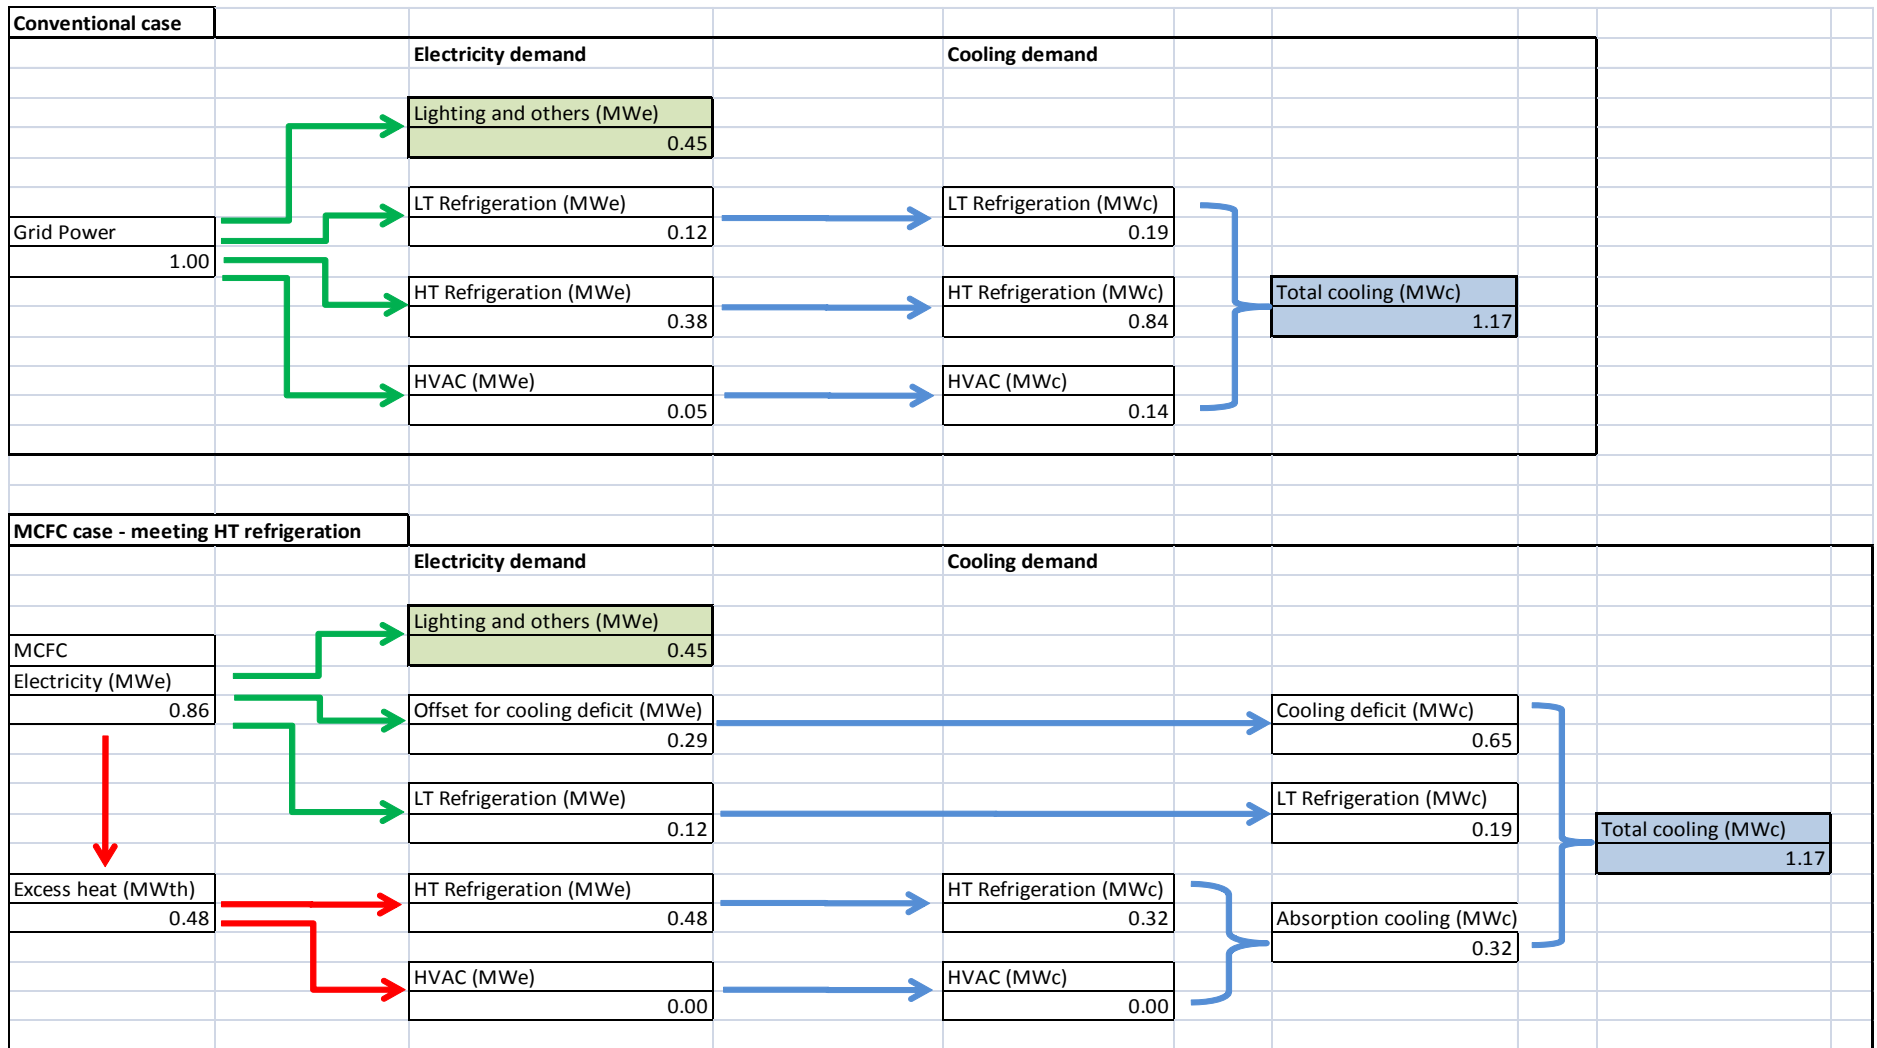 Conventional case
Electricity demand
Cooling demand
Lighting and others (MWe)
0.45
LT Refrigeration (MWe)
LT Refrigeration (MWc)
Grid Power
0.12
0.19
1.00
HT Refrigeration (MWe)
HT Refrigeration (MWc)
Total cooling (MWc)
0.38
0.84
1.17
HVAC (MWe)
HVAC (MWc)
0.05
0.14
MCFC case - meeting HT refrigeration
Electricity demand
Cooling demand
Lighting and others (MWe)
MCFC
0.45
Electricity (MWe)
0.86
Offset for cooling deficit (MWe)
Cooling deficit (MWc)
0.29
0.65
LT Refrigeration (MWe)
LT Refrigeration (MWc)
0.12
0.19
Total cooling (MWc)
1.17
Excess heat (MWth)
HT Refrigeration (MWe)
HT Refrigeration (MWc)
0.48
0.48
0.32
Absorption cooling (MWc)
0.32
HVAC (MWe)
HVAC (MWc)
0.00
0.00